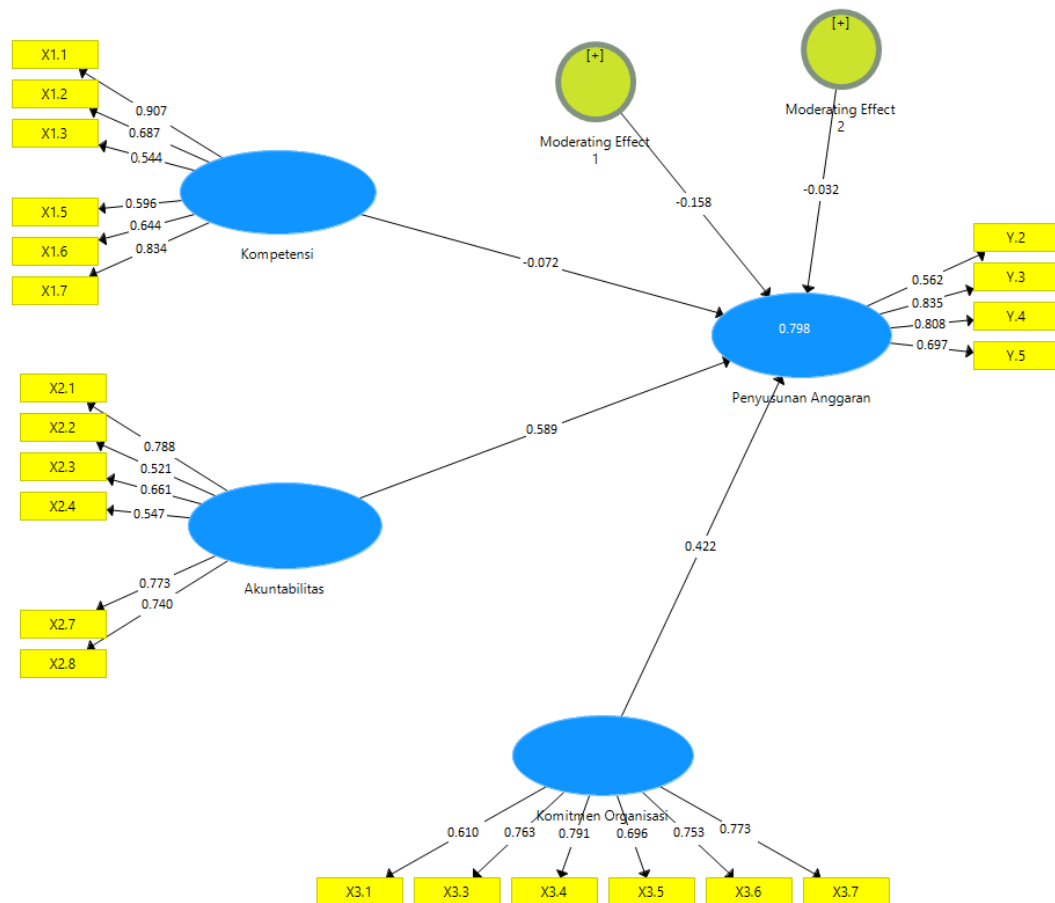 [+]
[+]
X1.1
X1.2
X1.3
X1.5
X1.6
X1.7
0.907
0.687
0.544
0.596
0.644
0.834
Kompetensi
Moderating Effect
1
Moderating Effect
2
-0.158
-0.032
-0.072
0.798
Penyusunan Anggaran
0.562
0.835
0.808
0.697
Y.2
Y.3
Y.4
Y.5
X2.1
X2.2
X2.3
X2.4
X2.7
X2.8
0.788
0.521
0.661
0.547
0.773
0.740
Akuntabilitas
0.589
0.422
Komitmen Organisasi
0.610
0.763
0.791
0.696
0.753
0.773
X3.1
X3.3
X3.4
X3.5
X3.6
X3.7